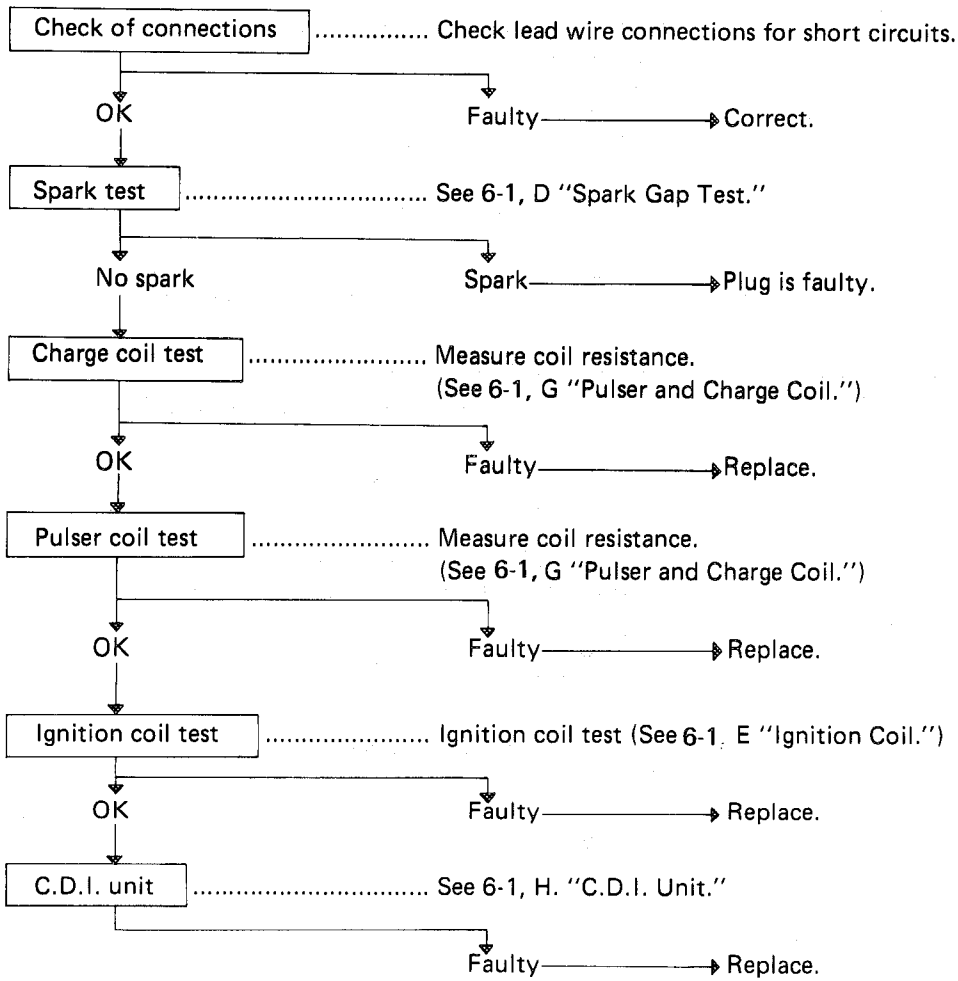 Check of connections ................ Check lead wire connections for short circuits.
OK Faulty Correct.
Spark test .................................. See 6-1, D "Spark Gap Test."
No spark Spark Plug is faulty.
Charge coil test ......................... Measure coil resistance.
(See 6-1, G "Pulser and Charge Coil.")
OK Faulty Replace.
Pulser coil test ......................... Measure coil resistance.
(See 6-1, G "Pulser and Charge Coil.")
OK Faulty Replace.
Ignition coil test ....................... Ignition coil test (See 6-1. E "Ignition Coil.")
OK Faulty Replace.
C.D.I. unit ................................. See 6-1, H. "C.D.I. Unit."
Faulty Replace.